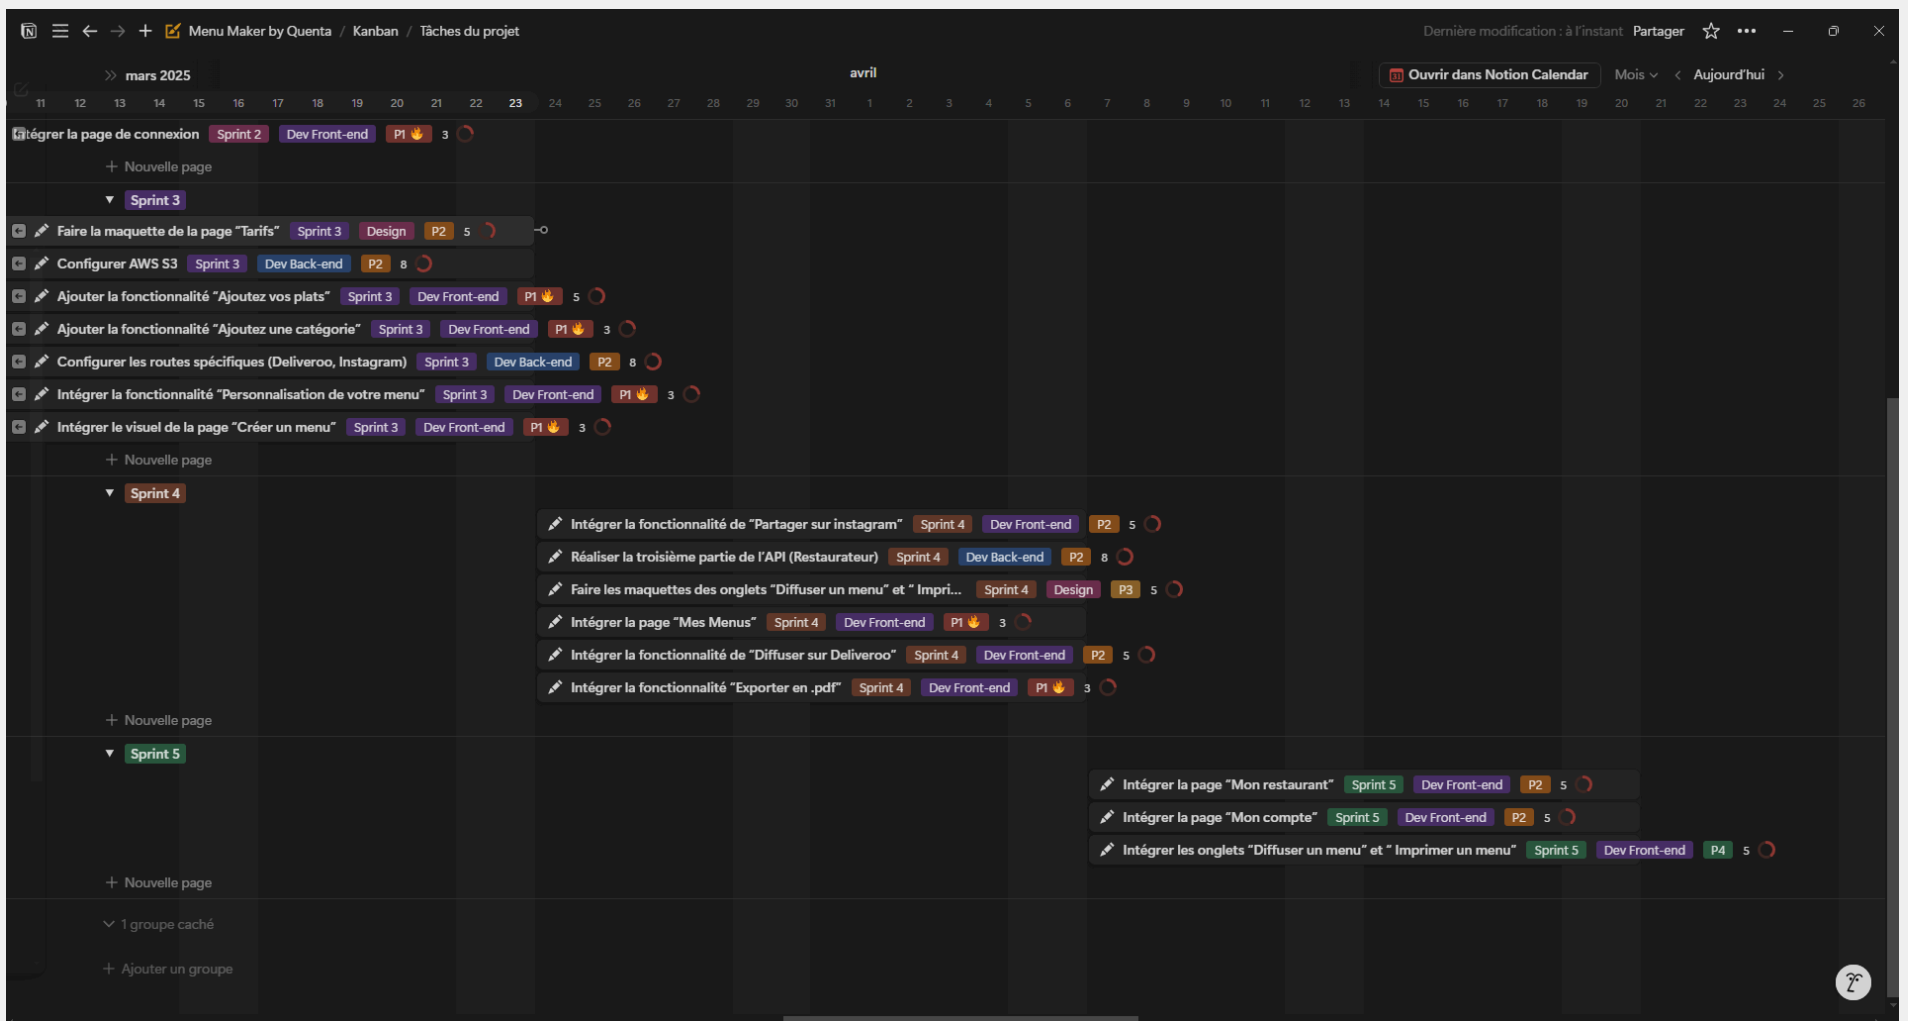 Menu Maker by Quenta / Kanban / Tâches du projet
Dernière modification : à l'instant Partager
mars 2025 avril Ouvrir dans Notion Calendar Mois Aujourd'hui
11 12 13 14 15 16 17 18 19 20 21 22 23 24 25 26 27 28 29 30 31 1 2 3 4 5 6 7 8 9 10 11 12 13 14 15 16 17 18 19 20 21 22 23 24 25 26
Intégrer la page de connexion Sprint 2 Dev Front-end P1 🔥 3
+ Nouvelle page
Sprint 3
Faire la maquette de la page "Tarifs" Sprint 3 Design P2 5
Configurer AWS S3 Sprint 3 Dev Back-end P2 8
Ajouter la fonctionnalité "Ajoutez vos plats" Sprint 3 Dev Front-end P1 🔥 5
Ajouter la fonctionnalité "Ajoutez une catégorie" Sprint 3 Dev Front-end P1 🔥 3
Configurer les routes spécifiques (Deliveroo, Instagram) Sprint 3 Dev Back-end P2 8
Intégrer la fonctionnalité "Personnalisation de votre menu" Sprint 3 Dev Front-end P1 🔥 3
Intégrer le visuel de la page "Créer un menu" Sprint 3 Dev Front-end P1 🔥 3
+ Nouvelle page
Sprint 4
Intégrer la fonctionnalité de "Partager sur instagram" Sprint 4 Dev Front-end P2 5
Réaliser la troisième partie de l'API (Restaurateur) Sprint 4 Dev Back-end P2 8
Faire les maquettes des onglets "Diffuser un menu" et " Impri... Sprint 4 Design P3 5
Intégrer la page "Mes Menus" Sprint 4 Dev Front-end P1 🔥 3
Intégrer la fonctionnalité de "Diffuser sur Deliveroo" Sprint 4 Dev Front-end P2 5
Intégrer la fonctionnalité "Exporter en .pdf" Sprint 4 Dev Front-end P1 🔥 3
+ Nouvelle page
Sprint 5
Intégrer la page "Mon restaurant" Sprint 5 Dev Front-end P2 5
Intégrer la page "Mon compte" Sprint 5 Dev Front-end P2 5
Intégrer les onglets "Diffuser un menu" et " Imprimer un menu" Sprint 5 Dev Front-end P4 5
+ Nouvelle page
1 groupe caché
+ Ajouter un groupe